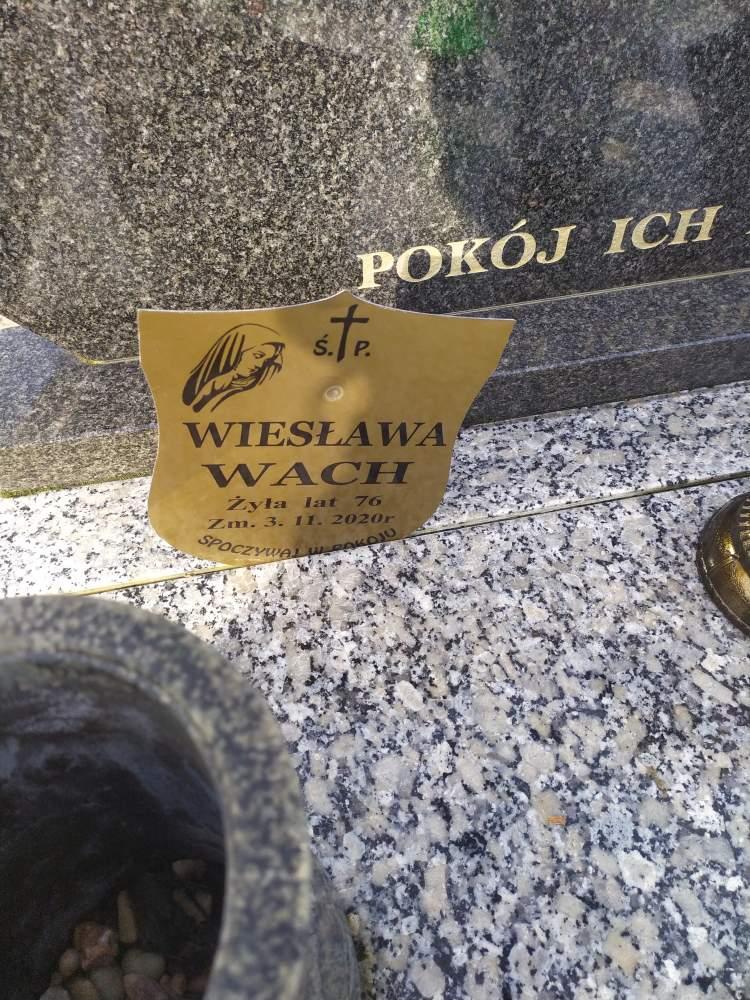 POKÓJ ICH
Ś. P.
WIESŁAWA
WACH
Żyła lat 76
Zm. 3. 11. 2020r
SPOCZYWAJ W POKOJU